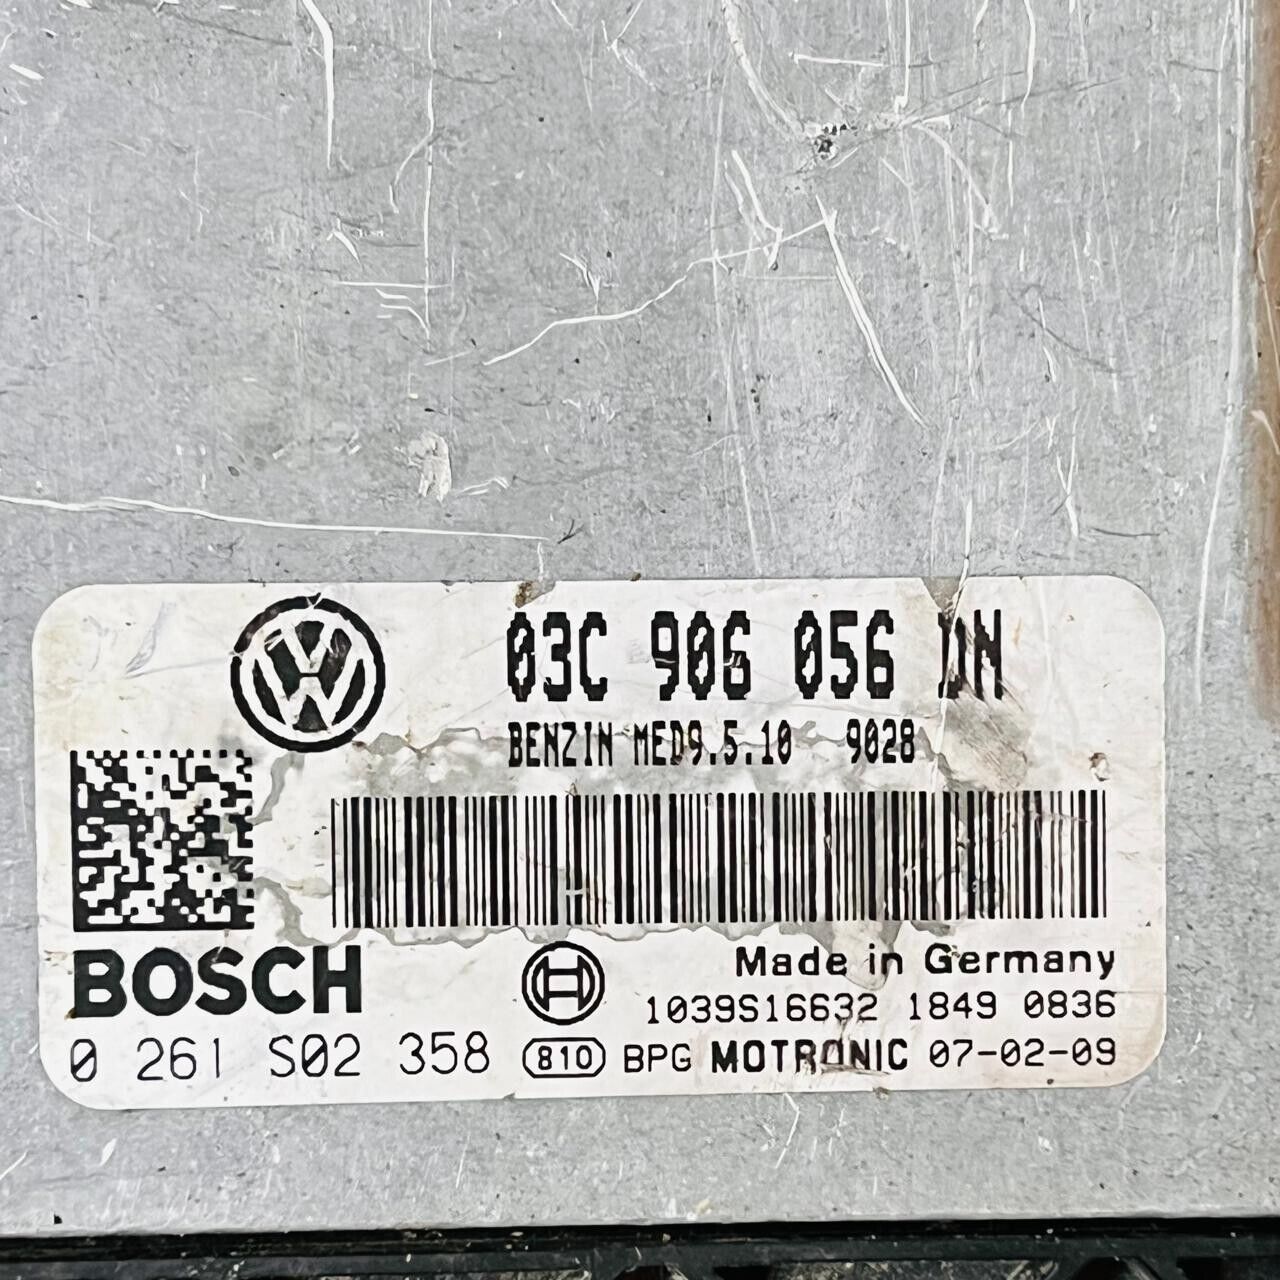 03C 906 056 DN
BENZIN MED9.5.10 9028
BOSCH
Made in Germany
1039S16632 1849 0836
0 261 S02 358 810 BPG MOTRONIC 07-02-09